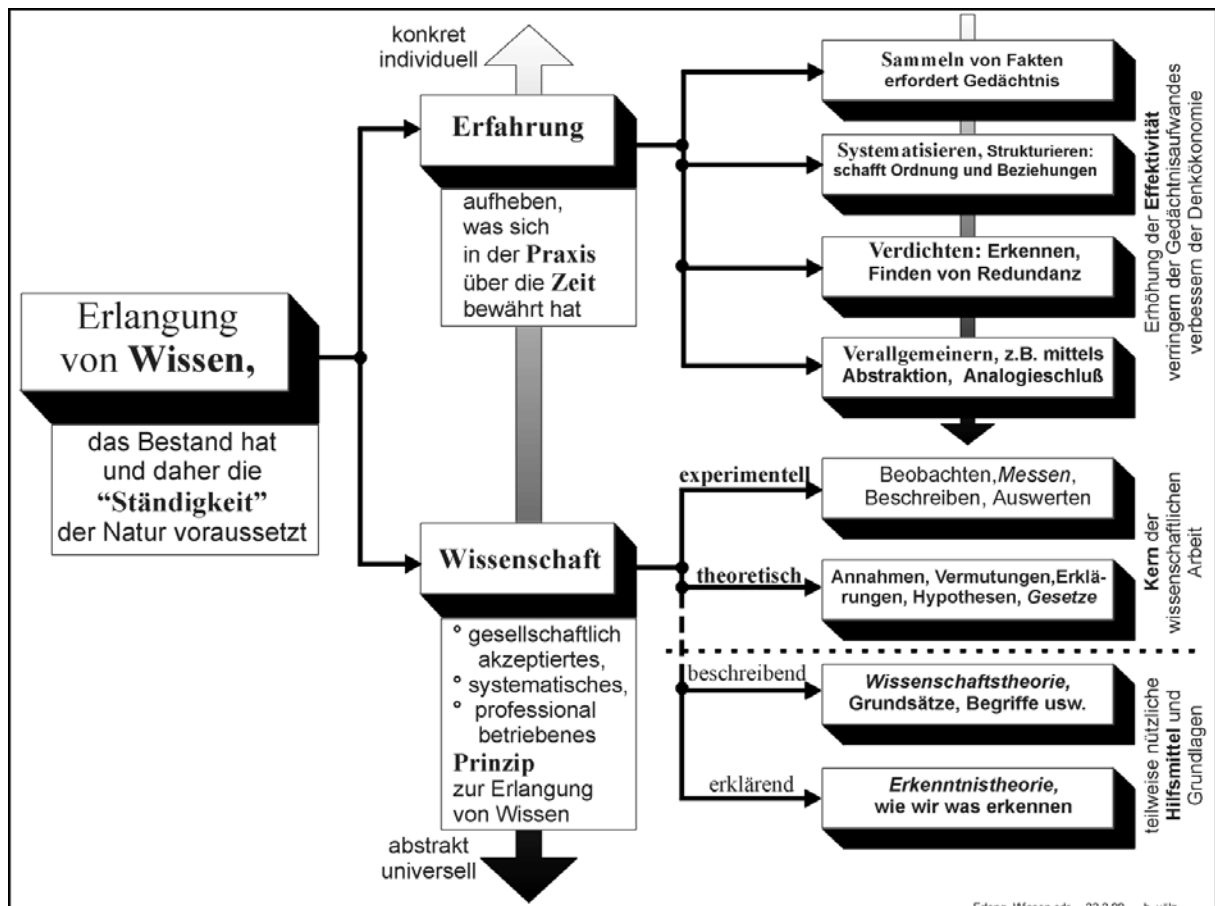 konkret
individuell
Erfahrung
aufheben,
was sich
in der Praxis
über die Zeit
bewährt hat
Sammeln von Fakten
erfordert Gedächtnis
Systematisieren, Strukturieren:
schafft Ordnung und Beziehungen
Verdichten: Erkennen,
Finden von Redundanz
Verallgemeinern, z.B. mittels
Abstraktion, Analogieschluß
Erhöhung der Effektivität
verringern der Gedächtnisaufwandes
verbessern der Denkökonomie
Erlangung
von Wissen,
das Bestand hat
und daher die
“Ständigkeit”
der Natur voraussetzt
Wissenschaft
° gesellschaftlich
akzeptiertes,
° systematisches,
° professional
betriebenes
Prinzip
zur Erlangung
von Wissen
abstrakt
universell
experimentell
Beobachten,Messen,
Beschreiben, Auswerten
theoretisch
Annahmen, Vermutungen,Erklä-
rungen, Hypothesen, Gesetze
Kern der
wissenschaftlichen
Arbeit
beschreibend
Wissenschaftstheorie,
Grundsätze, Begriffe usw.
erklärend
Erkenntnistheorie,
wie wir was erkennen
teilweise nützliche
Hilfsmittel und
Grundlagen